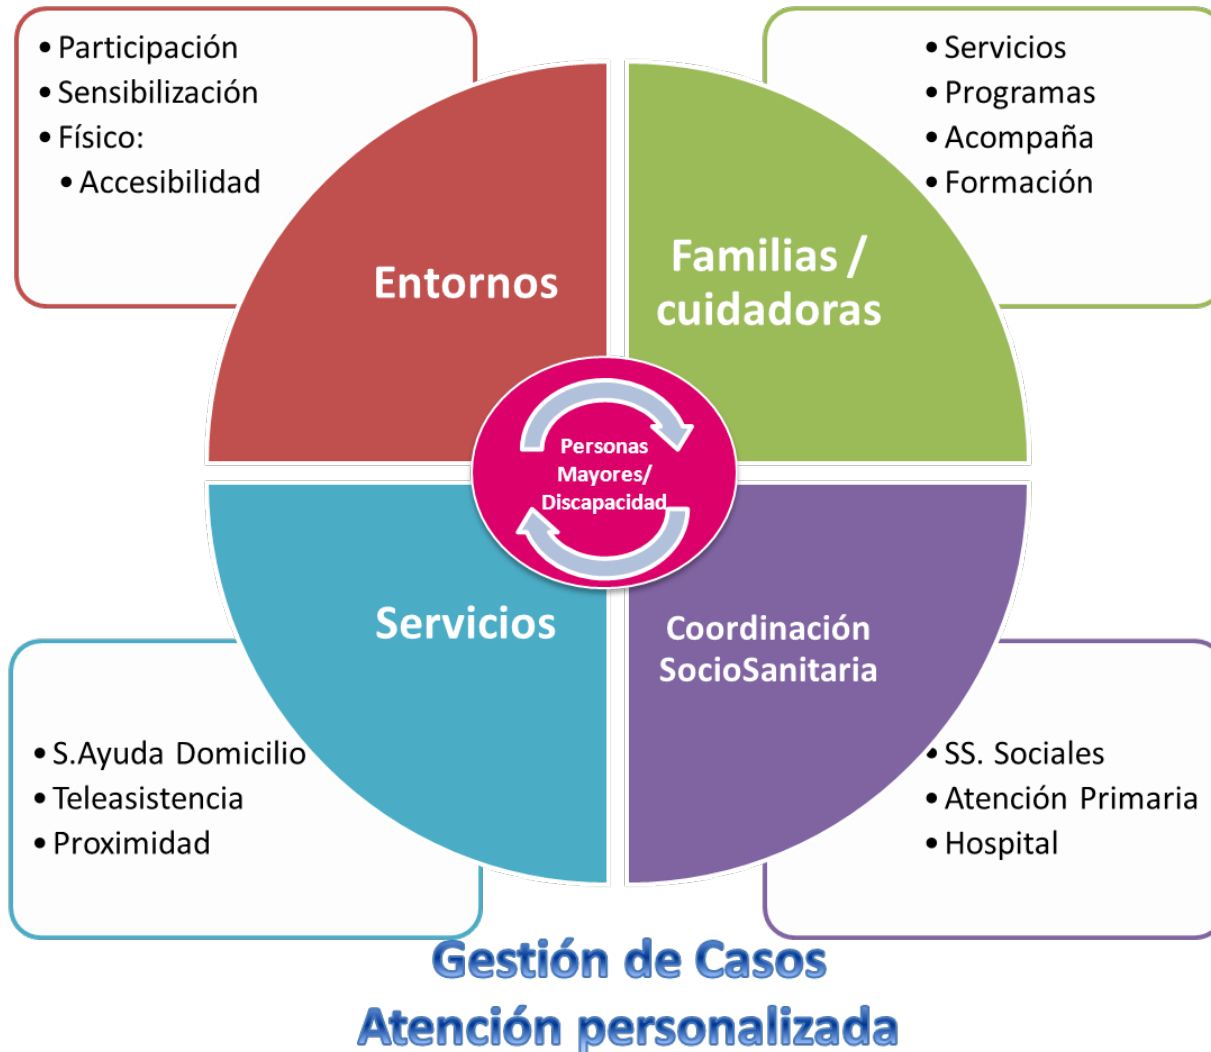 • Participación
• Sensibilización
• Físico:
• Accesibilidad
• Servicios
• Programas
• Acompaña
• Formación
Entornos
Familias /
cuidadoras
Personas
Mayores/
Discapacidad
Servicios
Coordinación
SocioSanitaria
• S.Ayuda Domicilio
• Teleasistencia
• Proximidad
• SS. Sociales
• Atención Primaria
• Hospital
Gestión de Casos
Atención personalizada